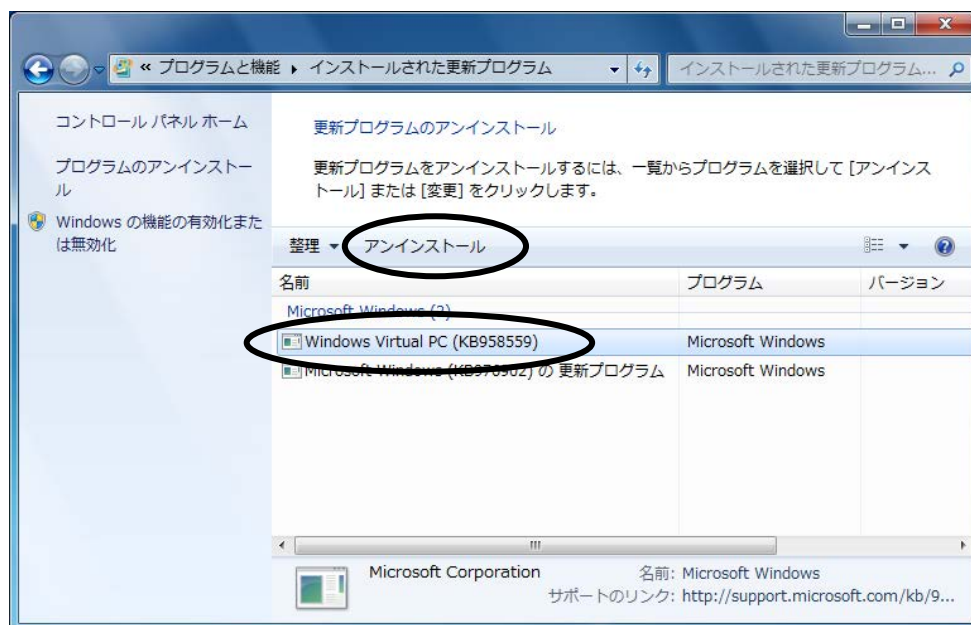 « プログラムと機能 ▸ インストールされた更新プログラム
インストールされた更新プログラム...
コントロール パネル ホーム
プログラムのアンインストー
ル
Windows の機能の有効化また
は無効化
更新プログラムのアンインストール
更新プログラムをアンインストールするには、一覧からプログラムを選択して [アンインス
トール] または [変更] をクリックします。
整理 アンインストール
名前 プログラム バージョン
Microsoft Windows (2)
Windows Virtual PC (KB958559) Microsoft Windows
Microsoft Windows (KB976902) の 更新プログラム Microsoft Windows
Microsoft Corporation 名前: Microsoft Windows
サポートのリンク: http://support.microsoft.com/kb/9...